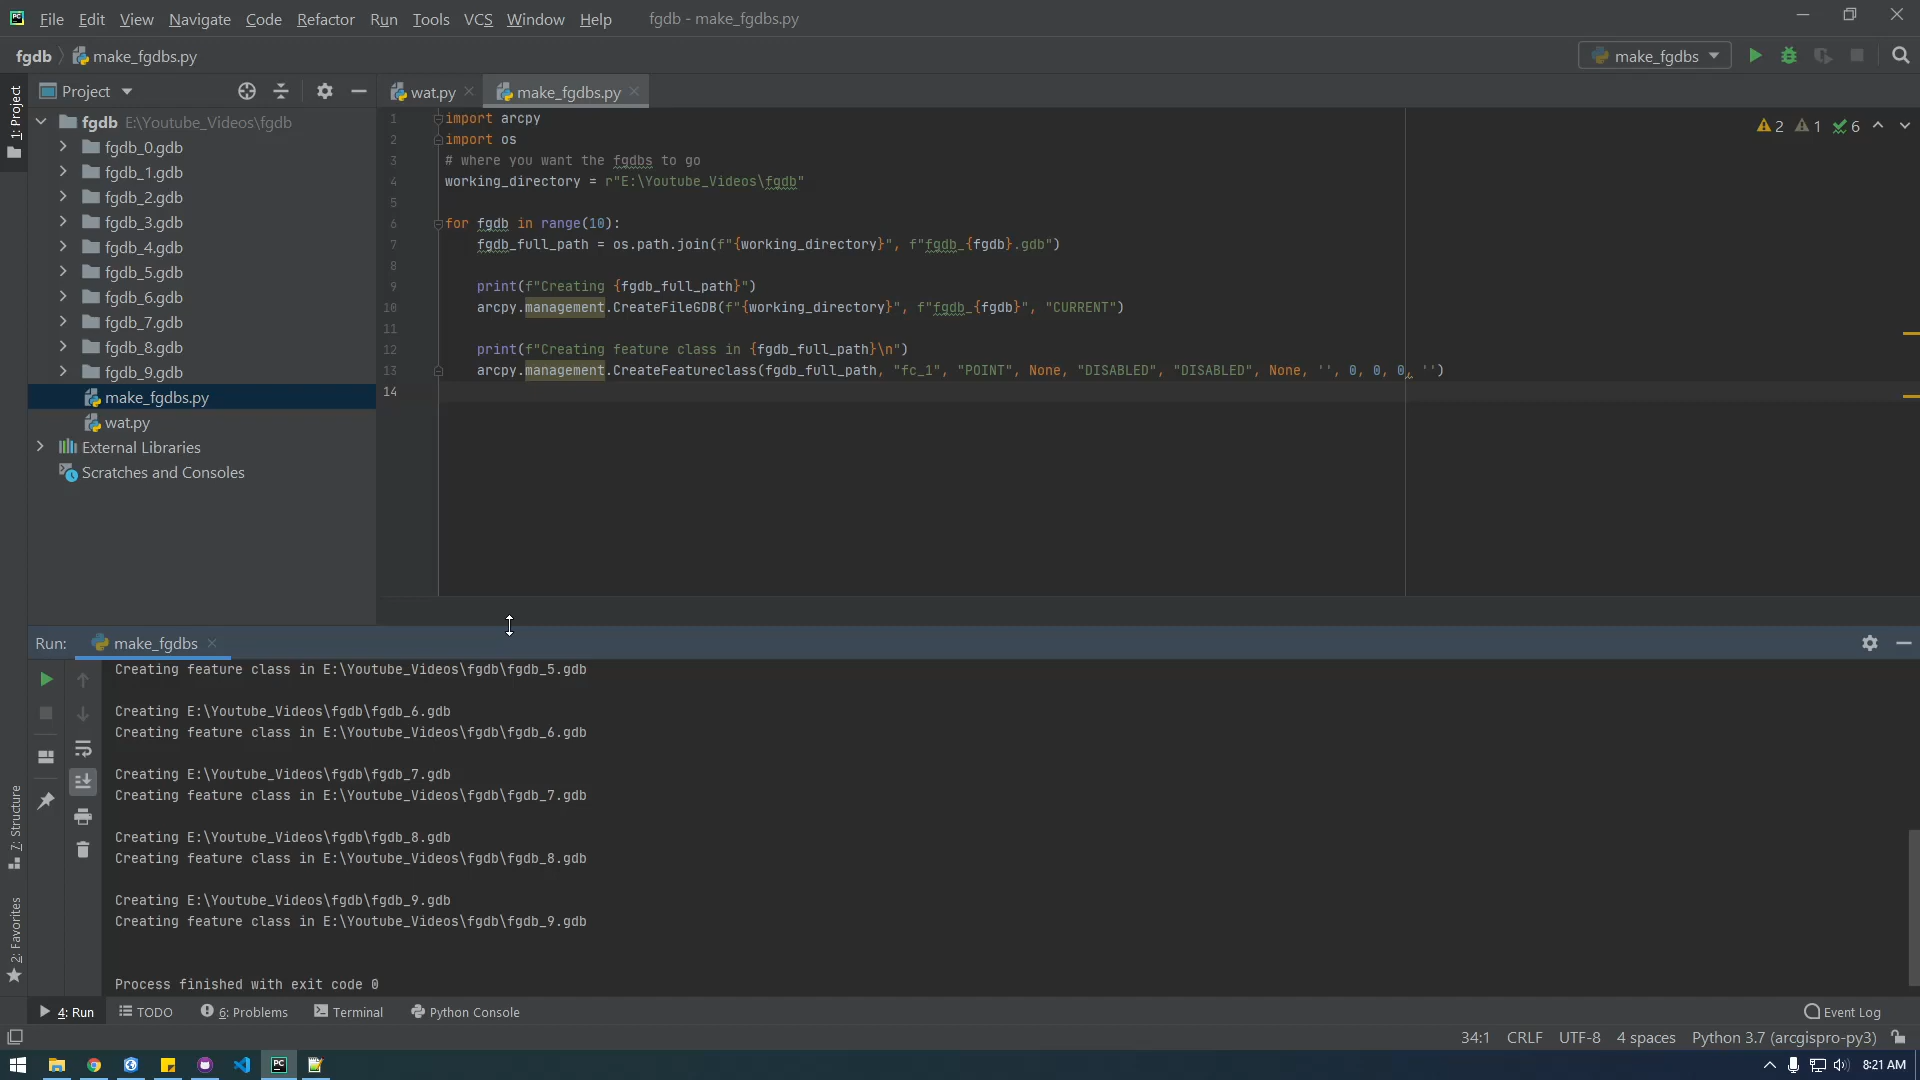 File Edit View Navigate Code Refactor Run Tools VCS Window Help fgdb - make_fgdbs.py
fgdb make_fgdbs.py make_fgdbs
1: Project
Project
wat.py make_fgdbs.py
fgdb E:\Youtube_Videos\fgdb
fgdb_0.gdb
fgdb_1.gdb
fgdb_2.gdb
fgdb_3.gdb
fgdb_4.gdb
fgdb_5.gdb
fgdb_6.gdb
fgdb_7.gdb
fgdb_8.gdb
fgdb_9.gdb
make_fgdbs.py
wat.py
External Libraries
Scratches and Consoles
2 1 6
1 import arcpy
2 import os
3 # where you want the fgdbs to go
4 working_directory = r"E:\Youtube_Videos\fgdb"
5
6 for fgdb in range(10):
7 fgdb_full_path = os.path.join(f"{working_directory}", f"fgdb_{fgdb}.gdb")
8
9 print(f"Creating {fgdb_full_path}")
10 arcpy.management.CreateFileGDB(f"{working_directory}", f"fgdb_{fgdb}", "CURRENT")
11
12 print(f"Creating feature class in {fgdb_full_path}\n")
13 arcpy.management.CreateFeatureclass(fgdb_full_path, "fc_1", "POINT", None, "DISABLED", "DISABLED", None, '', 0, 0, 0, '')
14
Run: make_fgdbs
Creating feature class in E:\Youtube_Videos\fgdb\fgdb_5.gdb
Creating E:\Youtube_Videos\fgdb\fgdb_6.gdb
Creating feature class in E:\Youtube_Videos\fgdb\fgdb_6.gdb
Creating E:\Youtube_Videos\fgdb\fgdb_7.gdb
Creating feature class in E:\Youtube_Videos\fgdb\fgdb_7.gdb
Creating E:\Youtube_Videos\fgdb\fgdb_8.gdb
Creating feature class in E:\Youtube_Videos\fgdb\fgdb_8.gdb
Creating E:\Youtube_Videos\fgdb\fgdb_9.gdb
Creating feature class in E:\Youtube_Videos\fgdb\fgdb_9.gdb
Process finished with exit code 0
7: Structure
2: Favorites
4: Run TODO 6: Problems Terminal Python Console Event Log
34:1 CRLF UTF-8 4 spaces Python 3.7 (arcgispro-py3)
PC 8:21 AM